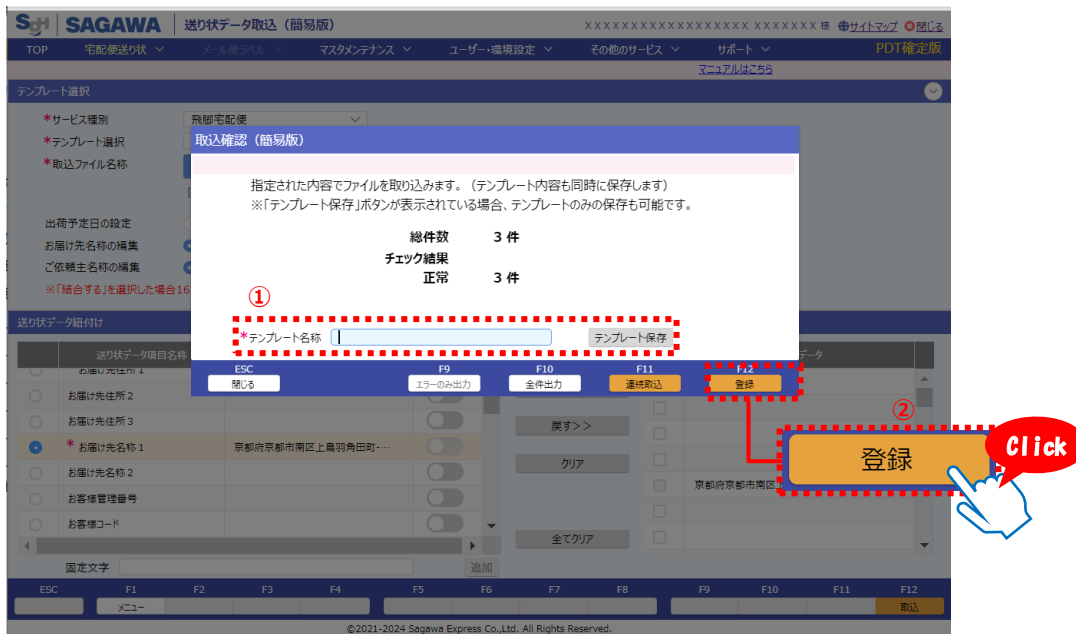 SGH SAGAWA 送り状データ取込（簡易版） XXXXXXXXXXXXXXXXXXX XXXXXXX 様 サイトマップ 閉じる
TOP 宅配便送り状 メール便ラベル マスタメンテナンス ユーザー・環境設定 その他のサービス サポート PDT確定版
マニュアルはこちら
テンプレート選択
*サービス種別 飛脚宅配便
*テンプレート選択
*取込ファイル名称
出荷予定日の設定
お届け先名称の編集
ご依頼主名称の編集
※「結合する」を選択した場合16
取込確認（簡易版）
指定された内容でファイルを取り込みます。（テンプレート内容も同時に保存します）
※「テンプレート保存」ボタンが表示されている場合、テンプレートのみの保存も可能です。
総件数 3 件
チェック結果
正常 3 件
①
*テンプレート名称 テンプレート保存
ESC F9 F10 F11 F12
閉じる エラーのみ出力 全件出力 連続取込 登録
送り状データ紐付け
送り状データ項目名称 データ
お届け先住所1
お届け先住所2
お届け先住所3
* お届け先名称1 京都府京都市南区上鳥羽角田町-…
お届け先名称2
お客様管理番号
お客様コード
戻す>>
クリア
全てクリア
京都府京都市南区上
②
登録
Click
固定文字 追加
ESC F1 F2 F3 F4 F5 F6 F7 F8 F9 F10 F11 F12
メニュー 取込
©2021-2024 Sagawa Express Co.,Ltd. All Rights Reserved.